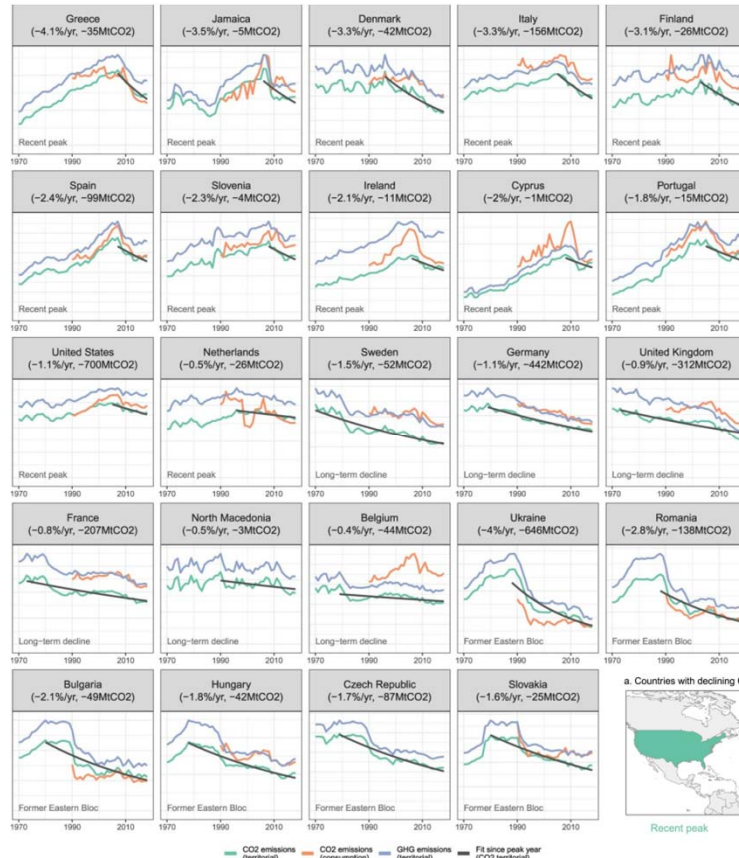 Greece
(−4.1%/yr, −35MtCO2)
Jamaica
(−3.5%/yr, −5MtCO2)
Denmark
(−3.3%/yr, −42MtCO2)
Italy
(−3.3%/yr, −156MtCO2)
Finland
(−3.1%/yr, −26MtCO2)
Recent peak
Recent peak
Recent peak
Recent peak
Recent peak
1970 1990 2010
1970 1990 2010
1970 1990 2010
1970 1990 2010
1970 1990 2010
Spain
(−2.4%/yr, −99MtCO2)
Slovenia
(−2.3%/yr, −4MtCO2)
Ireland
(−2.1%/yr, −11MtCO2)
Cyprus
(−2%/yr, −1MtCO2)
Portugal
(−1.8%/yr, −15MtCO2)
Recent peak
Recent peak
Recent peak
Recent peak
Recent peak
1970 1990 2010
1970 1990 2010
1970 1990 2010
1970 1990 2010
1970 1990 2010
United States
(−1.1%/yr, −700MtCO2)
Netherlands
(−0.5%/yr, −26MtCO2)
Sweden
(−1.5%/yr, −52MtCO2)
Germany
(−1.1%/yr, −442MtCO2)
United Kingdom
(−0.9%/yr, −312MtCO2)
Recent peak
Recent peak
Long−term decline
Long−term decline
Long−term decline
1970 1990 2010
1970 1990 2010
1970 1990 2010
1970 1990 2010
1970 1990 2010
France
(−0.8%/yr, −207MtCO2)
North Macedonia
(−0.5%/yr, −3MtCO2)
Belgium
(−0.4%/yr, −44MtCO2)
Ukraine
(−4%/yr, −646MtCO2)
Romania
(−2.8%/yr, −138MtCO2)
Long−term decline
Long−term decline
Long−term decline
Former Eastern Bloc
Former Eastern Bloc
1970 1990 2010
1970 1990 2010
1970 1990 2010
1970 1990 2010
1970 1990 2010
Bulgaria
(−2.1%/yr, −49MtCO2)
Hungary
(−1.8%/yr, −42MtCO2)
Czech Republic
(−1.7%/yr, −87MtCO2)
Slovakia
(−1.6%/yr, −25MtCO2)
a. Countries with declining
Former Eastern Bloc
Former Eastern Bloc
Former Eastern Bloc
Former Eastern Bloc
Recent peak
1970 1990 2010
1970 1990 2010
1970 1990 2010
1970 1990 2010
CO2 emissions
(territorial)
CO2 emissions
(consumption)
GHG emissions
(territorial)
Fit since peak year
(CO2 territorial)